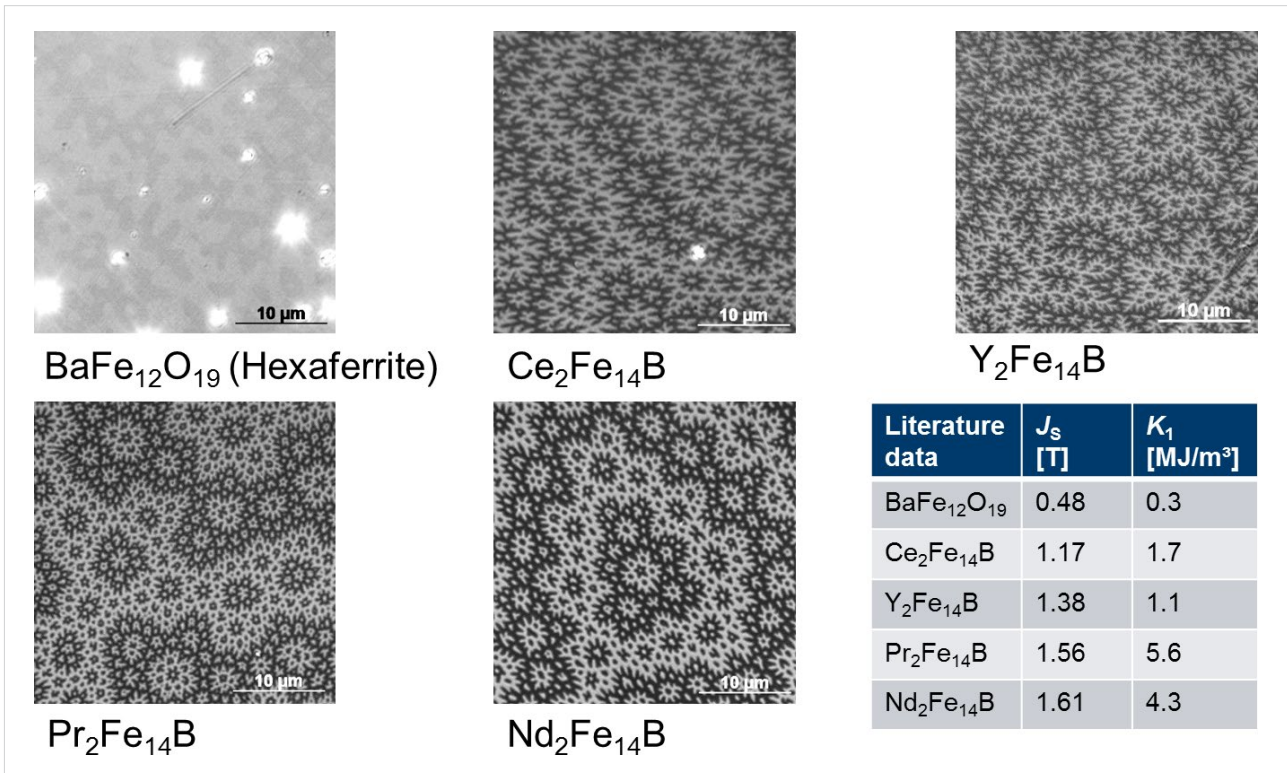 10 µm
10 µm
10 µm
BaFe₁₂O₁₉ (Hexaferrite)
Ce₂Fe₁₄B
Y₂Fe₁₄B
10 µm
10 µm
Pr₂Fe₁₄B
Nd₂Fe₁₄B
Literature data Jₛ [T] K₁ [MJ/m³]
BaFe₁₂O₁₉ 0.48 0.3
Ce₂Fe₁₄B 1.17 1.7
Y₂Fe₁₄B 1.38 1.1
Pr₂Fe₁₄B 1.56 5.6
Nd₂Fe₁₄B 1.61 4.3